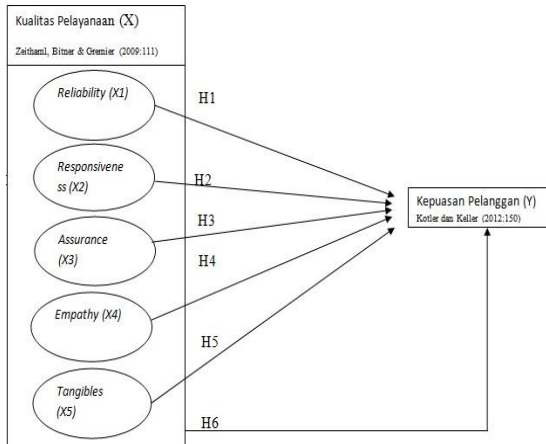 Kualitas Pelayanaan (X)
Zeithaml, Bitner & Gremier (2009:111)
Reliability (X1)
H1
Responsivene
ss (X2)
H2
Assurance
(X3)
H3
Kepuasan Pelanggan (Y)
Kotler dan Keller (2012:150)
Empathy (X4)
H4
Tangibles
(X5)
H5
H6